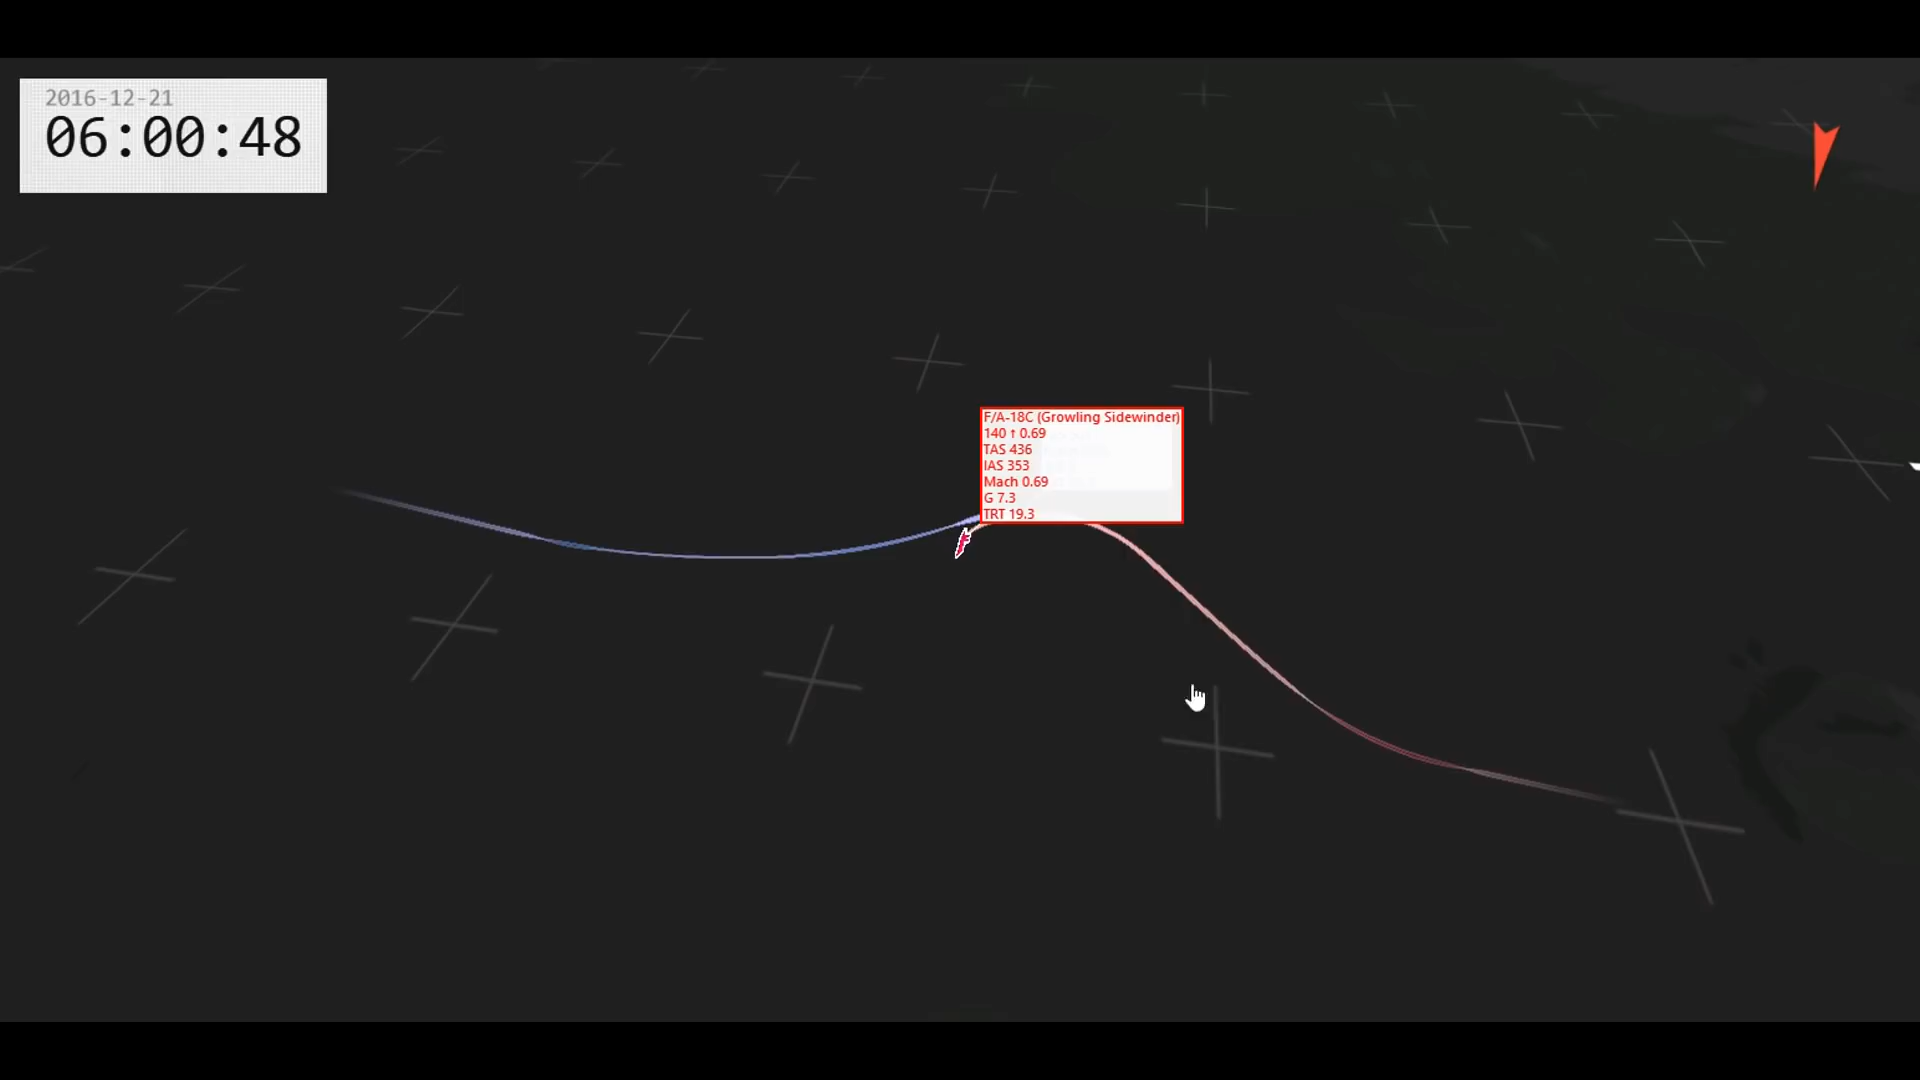 2016-12-21
06:00:48
F/A-18C (Growling Sidewinder)
140 ↑ 0.69
TAS 436
IAS 353
Mach 0.69
G 7.3
TRT 19.3